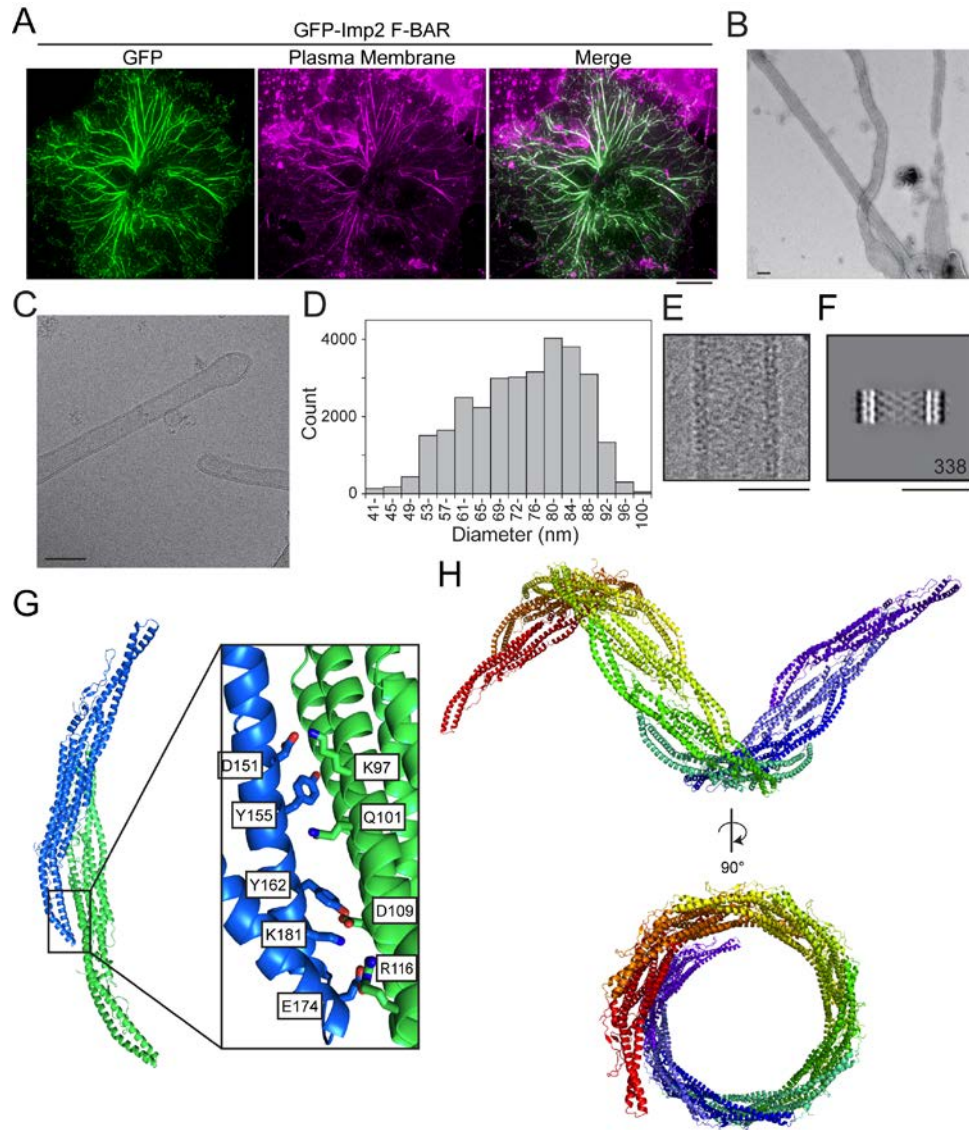 A
GFP-Imp2 F-BAR
GFP Plasma Membrane Merge
B
C
D
Count
4000
2000
0
41-
45-
49-
53-
57-
61-
65-
69-
72-
76-
80-
84-
88-
92-
96-
100-
Diameter (nm)
E
F
338
G
D151
Y155
Y162
K181
E174
K97
Q101
D109
R116
H
90°